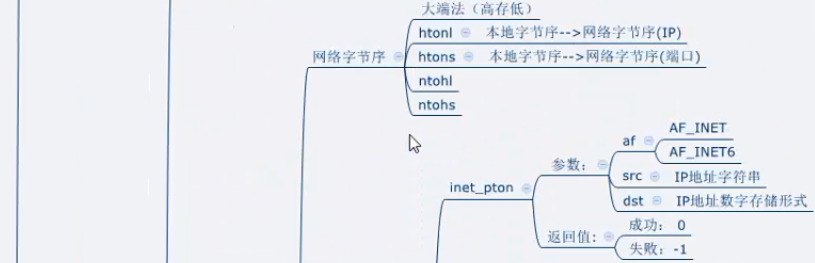 大端法（高存低）
网络字节序
htonl 本地字节序-->网络字节序(IP)
htons 本地字节序-->网络字节序(端口)
ntohl
ntohs
inet_pton
参数：
af
AF_INET
AF_INET6
src IP地址字符串
dst IP地址数字存储形式
返回值：
成功： 0
失败：-1